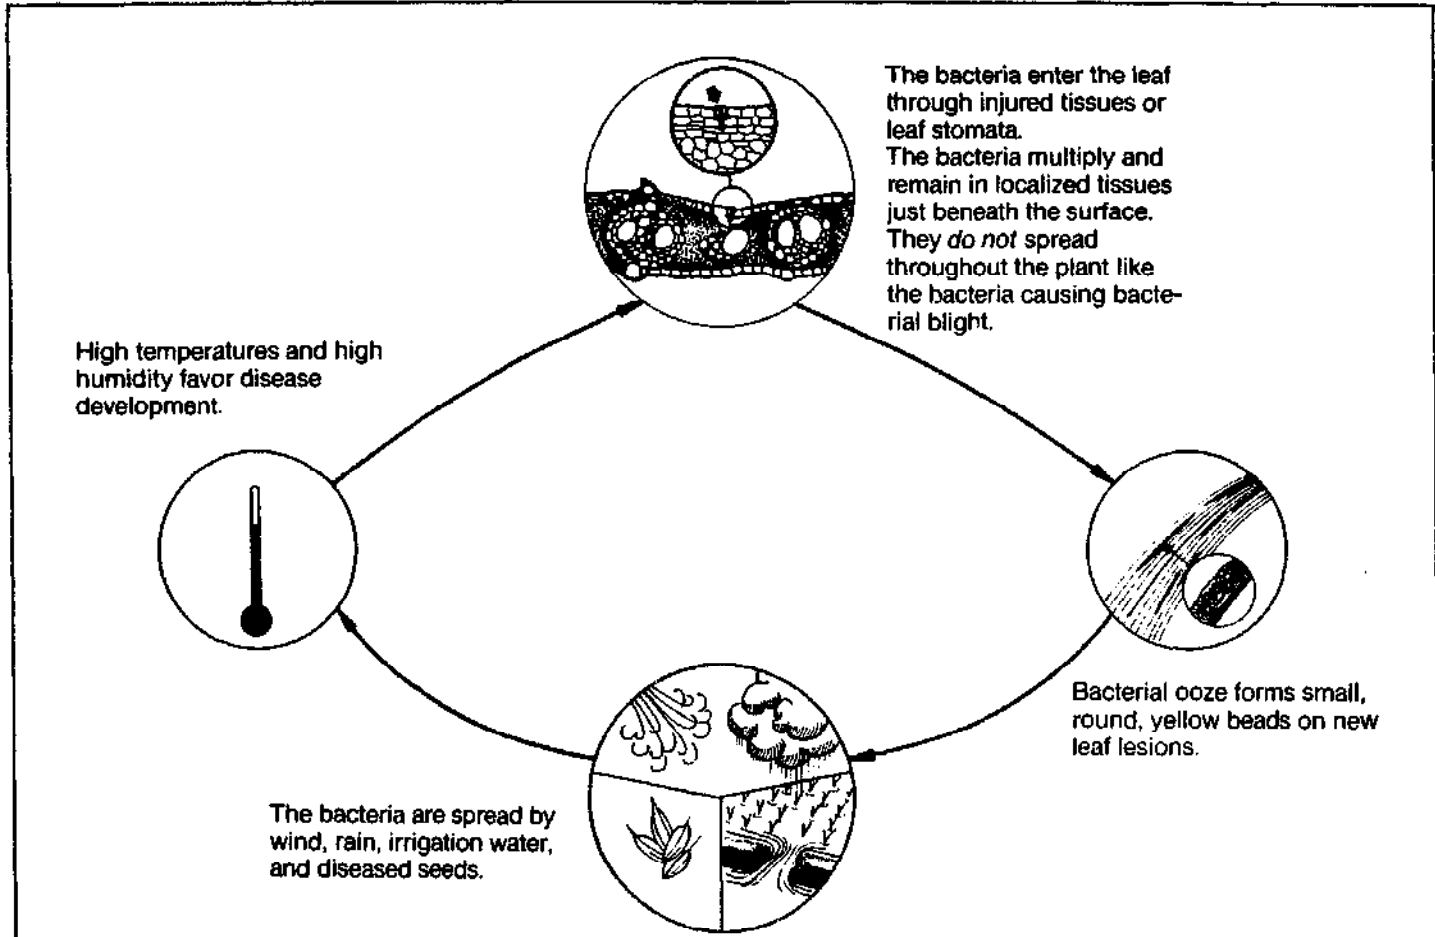 The bacteria enter the leaf
through injured tissues or
leaf stomata.
The bacteria multiply and
remain in localized tissues
just beneath the surface.
They do not spread
throughout the plant like
the bacteria causing bacte-
rial blight.
High temperatures and high
humidity favor disease
development.
Bacterial ooze forms small,
round, yellow beads on new
leaf lesions.
The bacteria are spread by
wind, rain, irrigation water,
and diseased seeds.